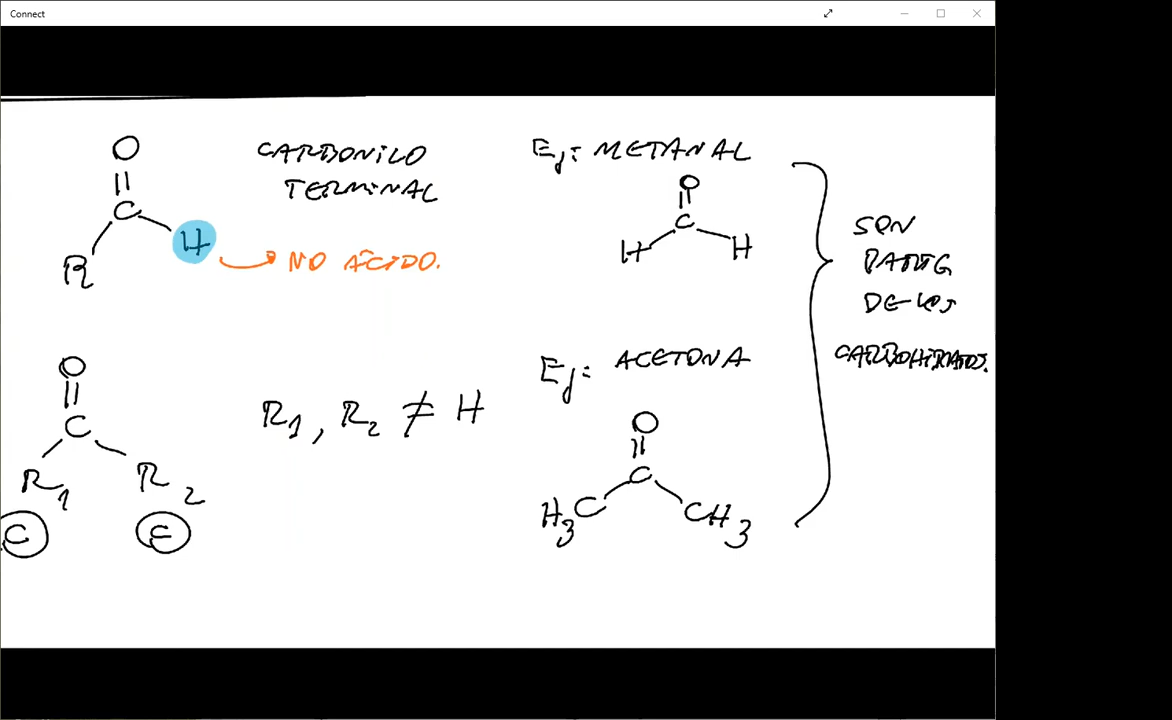 Connect
O
||
C
R
H
CARBONILO
TERMINAL
NO ÁCIDO.
Ej: METANAL
O
||
C
H H
SON
PARTE
DE LOS
CARBOHIDRATOS.
O
||
C
R1 R2
C C
R1, R2 ≠ H
Ej: ACETONA
O
||
C
H3C CH3